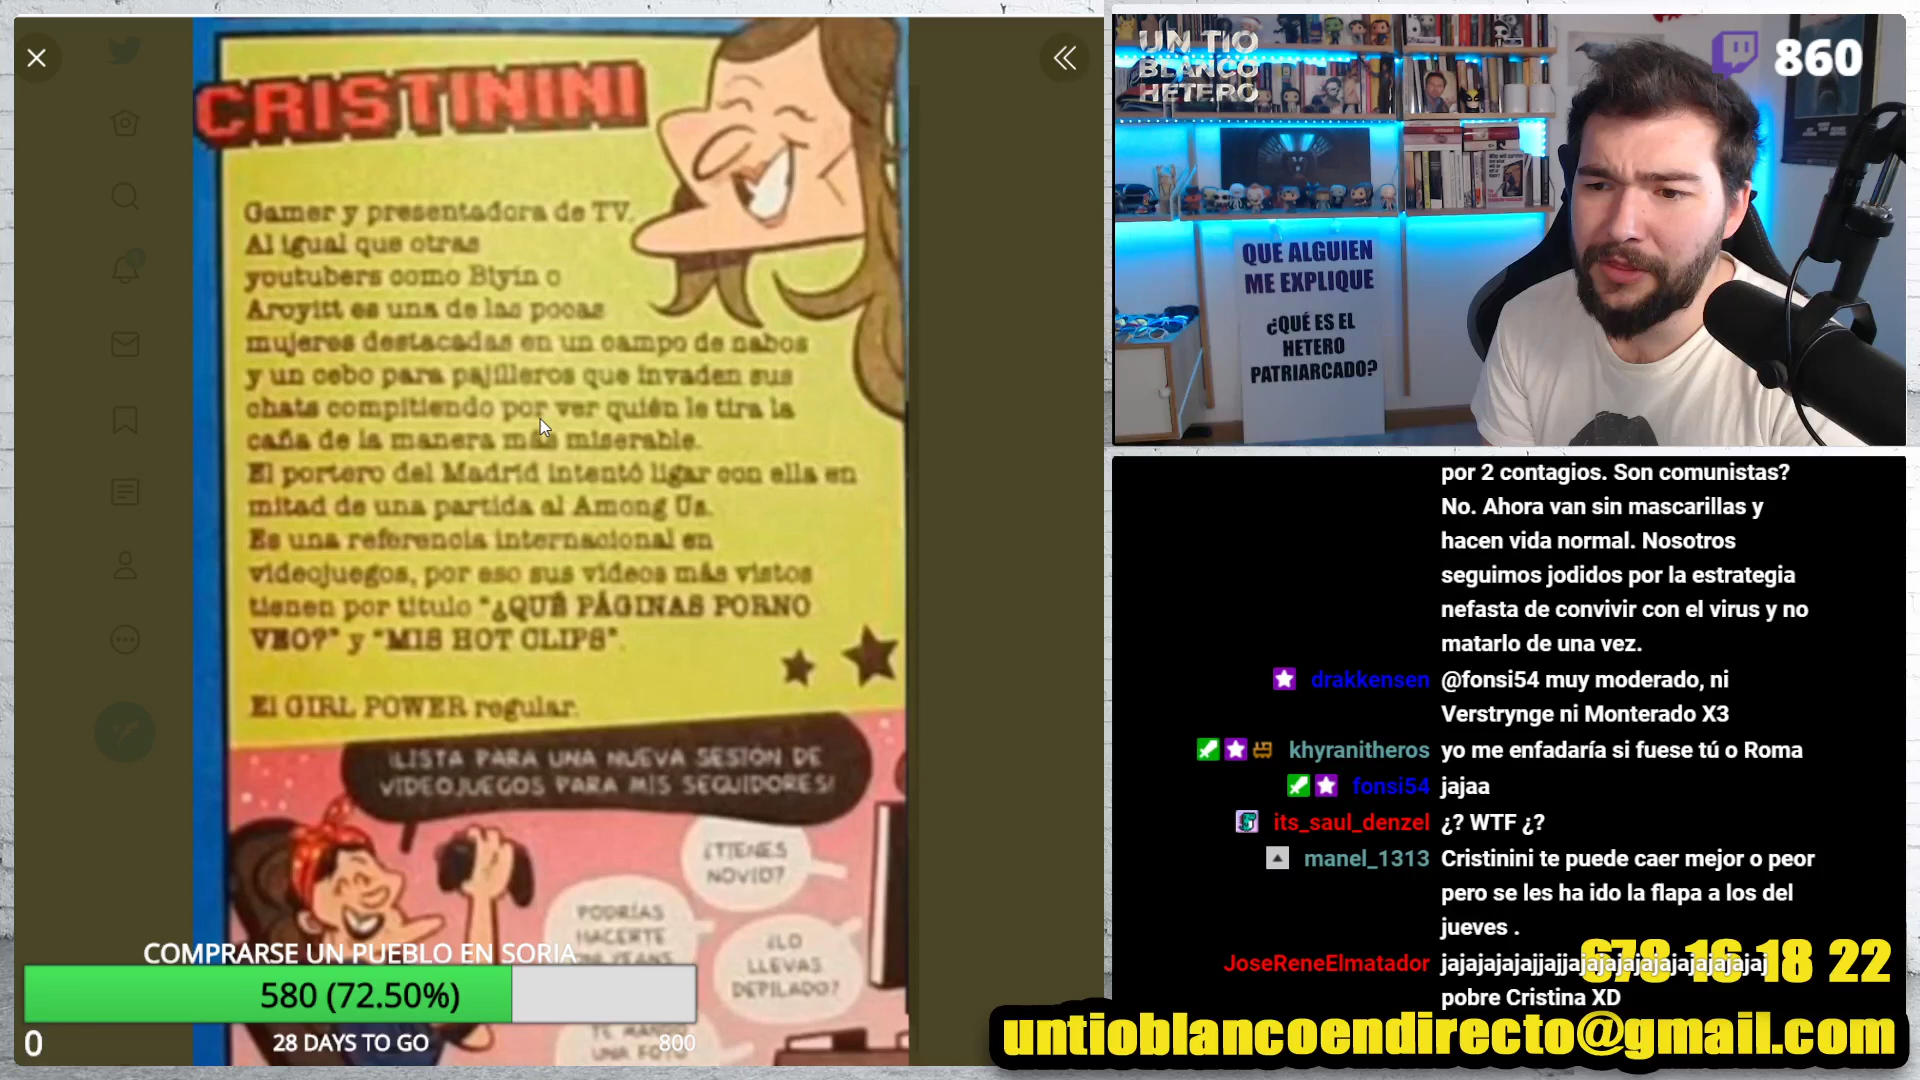 CRISTININI
Gamer y presentadora de TV.
Al igual que otras
youtubers como Biyin o
Aroyitt es una de las pocas
mujeres destacadas en un campo de nabos
y un cebo para pajilleros que invaden sus
chats compitiendo por ver quién le tira la
caña de la manera más miserable.
El portero del Madrid intentó ligar con ella en
mitad de una partida al Among Us.
Es una referencia internacional en
videojuegos, por eso sus videos más vistos
tienen por titulo "¿QUÉ PÁGINAS PORNO
VEO?" y "MIS HOT CLIPS".
El GIRL POWER regular.
¡LISTA PARA UNA NUEVA SESIÓN DE
VIDEOJUEGOS PARA MIS SEGUIDORES!
¿TIENES
NOVIO?
PODRÍAS
HACERTE
¿LO
LLEVAS
DEPILADO?
TE MANDO
UNA FOTO
COMPRARSE UN PUEBLO EN SORIA
580 (72.50%)
0
28 DAYS TO GO
800
UN TIO
BLANCO
HETERO
860
QUE ALGUIEN
ME EXPLIQUE
¿QUÉ ES EL
HETERO
PATRIARCADO?
por 2 contagios. Son comunistas?
No. Ahora van sin mascarillas y
hacen vida normal. Nosotros
seguimos jodidos por la estrategia
nefasta de convivir con el virus y no
matarlo de una vez.
drakkensen @fonsi54 muy moderado, ni
Verstrynge ni Monterado X3
khyranitheros yo me enfadaría si fuese tú o Roma
fonsi54 jajaa
its_saul_denzel ¿? WTF ¿?
manel_1313 Cristinini te puede caer mejor o peor
pero se les ha ido la flapa a los del
jueves .
JoseReneElmatador
pobre Cristina XD
678 16 18 22
untioblancoendirecto@gmail.com